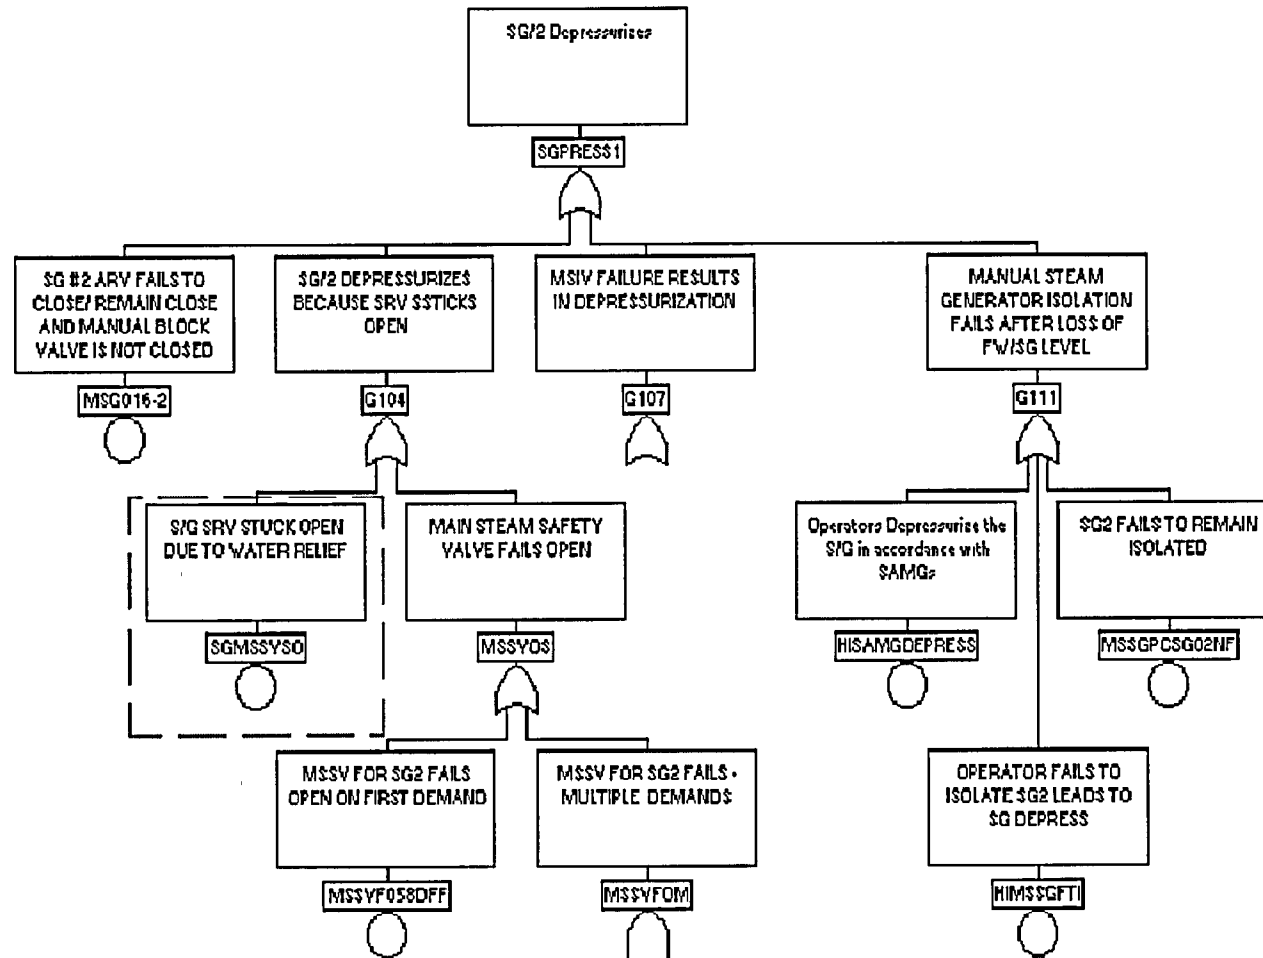 SG/2 Depressurizes
SGPRESS1
SG #2 ARV FAILS TO
CLOSE/ REMAIN CLOSE
AND MANUAL BLOCK
VALVE IS NOT CLOSED
MSG016-2
SG/2 DEPRESSURIZES
BECAUSE SRV SSTICKS
OPEN
G104
MSIV FAILURE RESULTS
IN DEPRESSURIZATION
G107
MANUAL STEAM
GENERATOR ISOLATION
FAILS AFTER LOSS OF
FW/SG LEVEL
G111
S/G SRV STUCK OPEN
DUE TO WATER RELIEF
SGMSSYSO
MAIN STEAM SAFETY
VALVE FAILS OPEN
MSSYOS
Operators Depressurize the
S/G in accordance with
SAMGs
HISAMGDEPRESS
SG2 FAILS TO REMAIN
ISOLATED
MSSGPCSG02NF
MSSV FOR SG2 FAILS
OPEN ON FIRST DEMAND
MSSVF058DFF
MSSV FOR SG2 FAILS -
MULTIPLE DEMANDS
MSSVFOM
OPERATOR FAILS TO
ISOLATE SG2 LEADS TO
SG DEPRESS
HIMSSGFTI